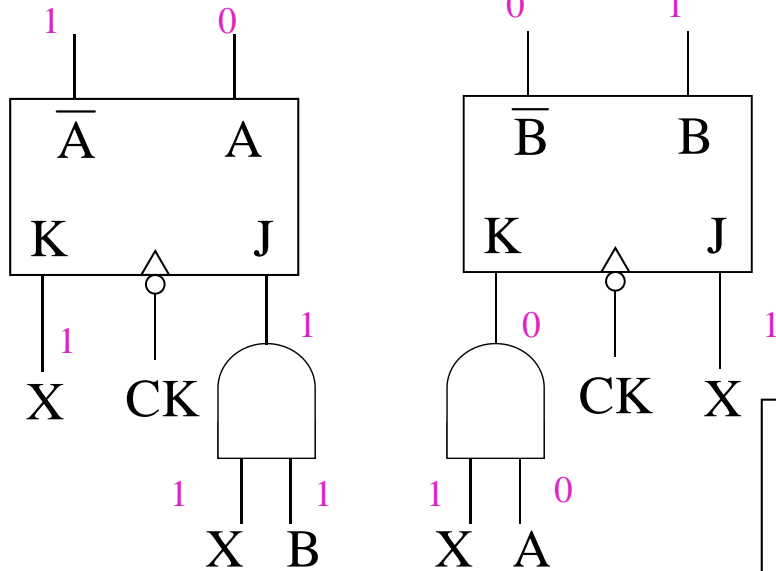 1 0 0 1
A̅ A B̅ B
K J K J
1 1 0 1
X CK CK X
1 1 1 0
X B X A